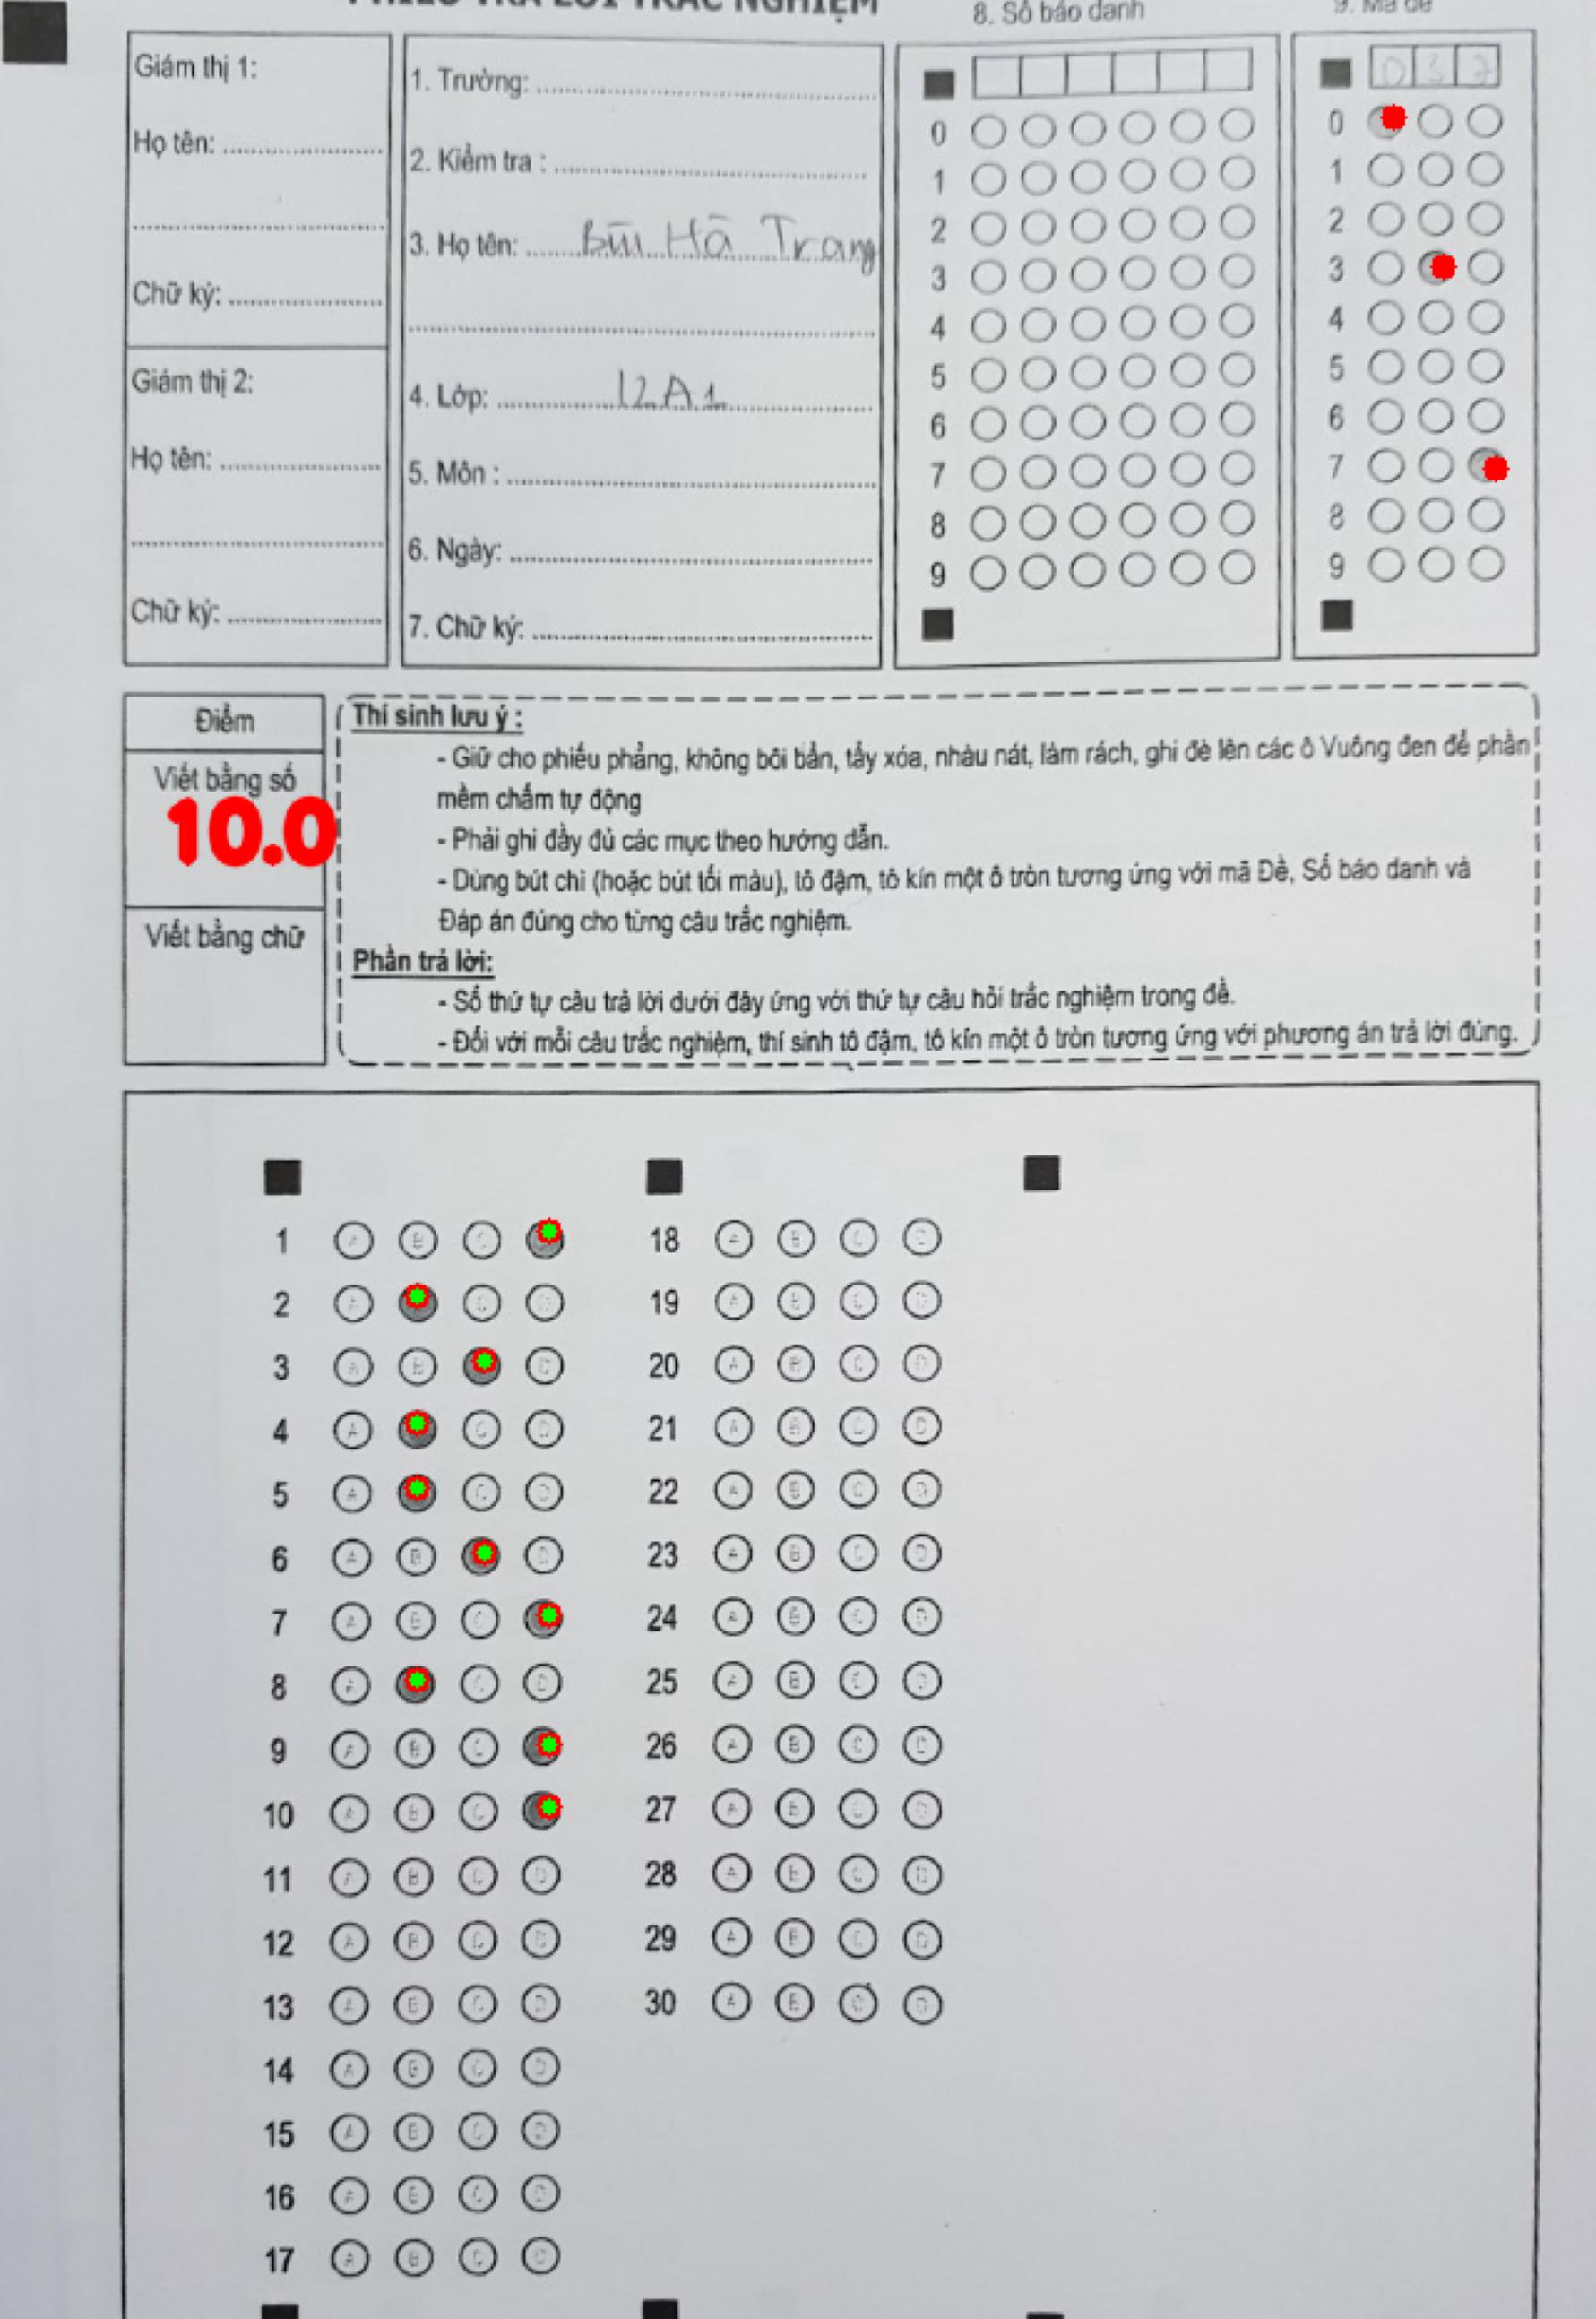 PHIẾU TRẢ LỜI TRẮC NGHIỆM
8. Số báo danh
9. Mã đề
Giám thị 1:
Họ tên:
Chữ ký:
Giám thị 2:
Họ tên:
Chữ ký:
1. Trường:
2. Kiểm tra :
3. Họ tên: Bùi Hà Trang
4. Lớp: 12A1
5. Môn :
6. Ngày:
7. Chữ ký:
0
1
2
3
4
5
6
7
8
9
0 3 7
0
1
2
3
4
5
6
7
8
9
Điểm
Viết bằng số
10.0
Viết bằng chữ
Thí sinh lưu ý :
- Giữ cho phiếu phẳng, không bôi bẩn, tẩy xóa, nhàu nát, làm rách, ghi đè lên các ô Vuông đen để phần
mềm chấm tự động
- Phải ghi đầy đủ các mục theo hướng dẫn.
- Dùng bút chì (hoặc bút tối màu), tô đậm, tô kín một ô tròn tương ứng với mã Đề, Số báo danh và
Đáp án đúng cho từng câu trắc nghiệm.
Phần trả lời:
- Số thứ tự câu trả lời dưới đây ứng với thứ tự câu hỏi trắc nghiệm trong đề.
- Đối với mỗi câu trắc nghiệm, thí sinh tô đậm, tô kín một ô tròn tương ứng với phương án trả lời đúng.
1 A B C
2 A C D
3 A B D
4 A C D
5 A C D
6 A B D
7 A B C
8 A C D
9 A B C
10 A B C
11 A B C D
12 A B C D
13 A B C D
14 A B C D
15 A B C D
16 A B C D
17 A B C D
18 A B C D
19 A B C D
20 A B C D
21 A B C D
22 A B C D
23 A B C D
24 A B C D
25 A B C D
26 A B C D
27 A B C D
28 A B C D
29 A B C D
30 A B C D